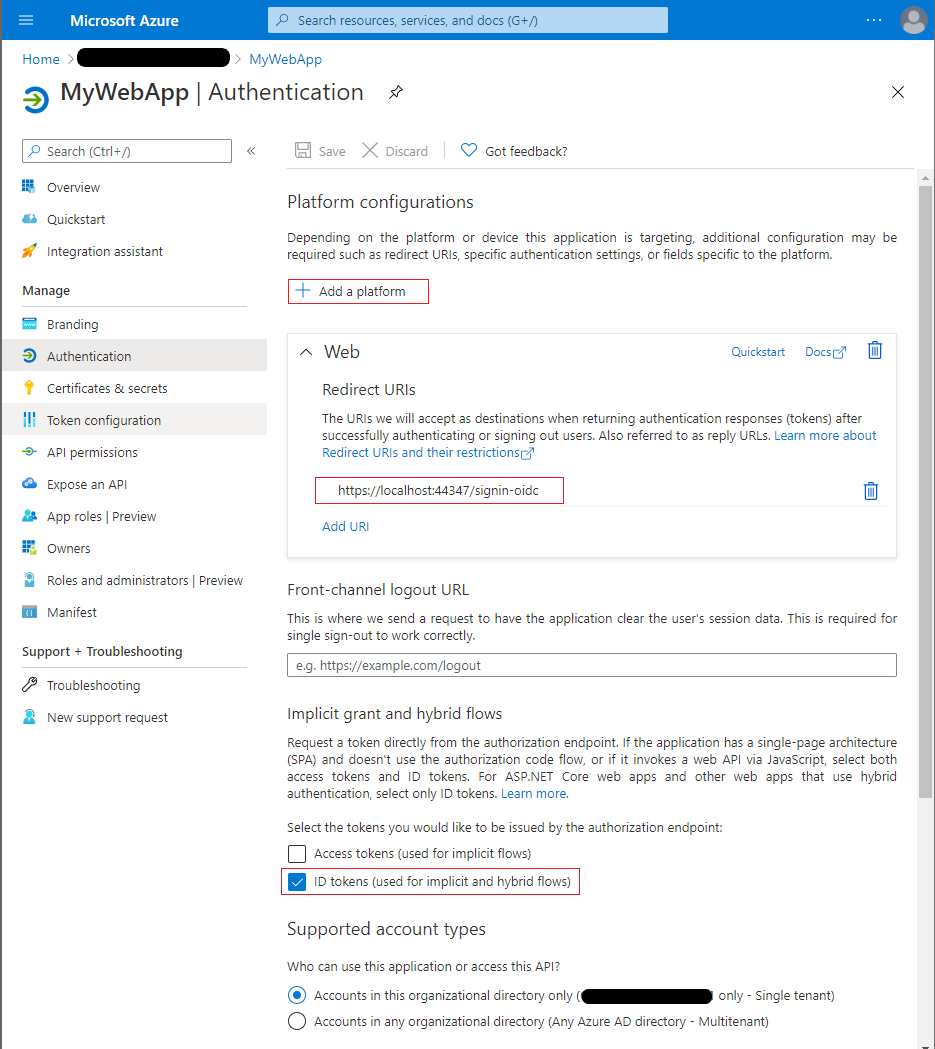 Microsoft Azure
Search resources, services, and docs (G+/)
Home > > MyWebApp
MyWebApp | Authentication
Search (Ctrl+/)
«
Overview
Quickstart
Integration assistant
Manage
Branding
Authentication
Certificates & secrets
Token configuration
API permissions
Expose an API
App roles | Preview
Owners
Roles and administrators | Preview
Manifest
Support + Troubleshooting
Troubleshooting
New support request
Save Discard Got feedback?
Platform configurations
Depending on the platform or device this application is targeting, additional configuration may be
required such as redirect URIs, specific authentication settings, or fields specific to the platform.
Add a platform
Web Quickstart Docs
Redirect URIs
The URIs we will accept as destinations when returning authentication responses (tokens) after
successfully authenticating or signing out users. Also referred to as reply URLs. Learn more about
Redirect URIs and their restrictions
https://localhost:44347/signin-oidc
Add URI
Front-channel logout URL
This is where we send a request to have the application clear the user's session data. This is required for
single sign-out to work correctly.
e.g. https://example.com/logout
Implicit grant and hybrid flows
Request a token directly from the authorization endpoint. If the application has a single-page architecture
(SPA) and doesn't use the authorization code flow, or if it invokes a web API via JavaScript, select both
access tokens and ID tokens. For ASP.NET Core web apps and other web apps that use hybrid
authentication, select only ID tokens. Learn more.
Select the tokens you would like to be issued by the authorization endpoint:
Access tokens (used for implicit flows)
ID tokens (used for implicit and hybrid flows)
Supported account types
Who can use this application or access this API?
Accounts in this organizational directory only ( only - Single tenant)
Accounts in any organizational directory (Any Azure AD directory - Multitenant)